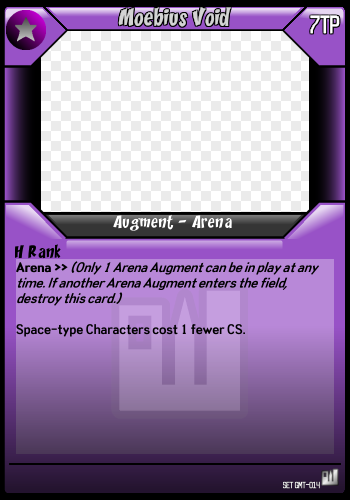 Moebius Void
7TP
Augment - Arena
H Rank
Arena >> (Only 1 Arena Augment can be in play at any
time. If another Arena Augment enters the field,
destroy this card.)
Space-type Characters cost 1 fewer CS.
SET GMT-014